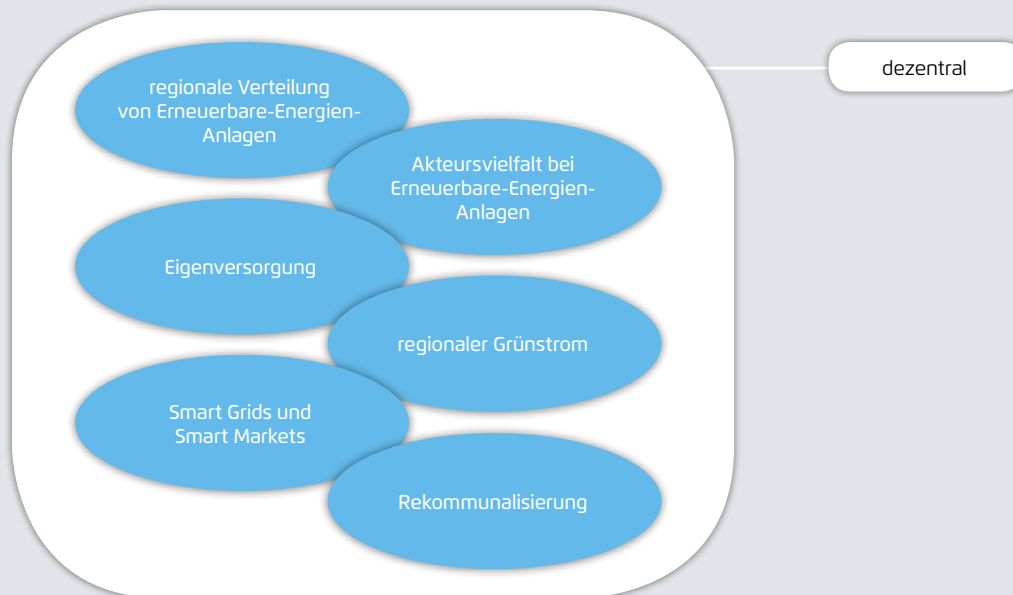 regionale Verteilung
von Erneuerbare-Energien-
Anlagen
dezentral
Akteursvielfalt bei
Erneuerbare-Energien-
Anlagen
Eigenversorgung
regionaler Grünstrom
Smart Grids und
Smart Markets
Rekommunalisierung